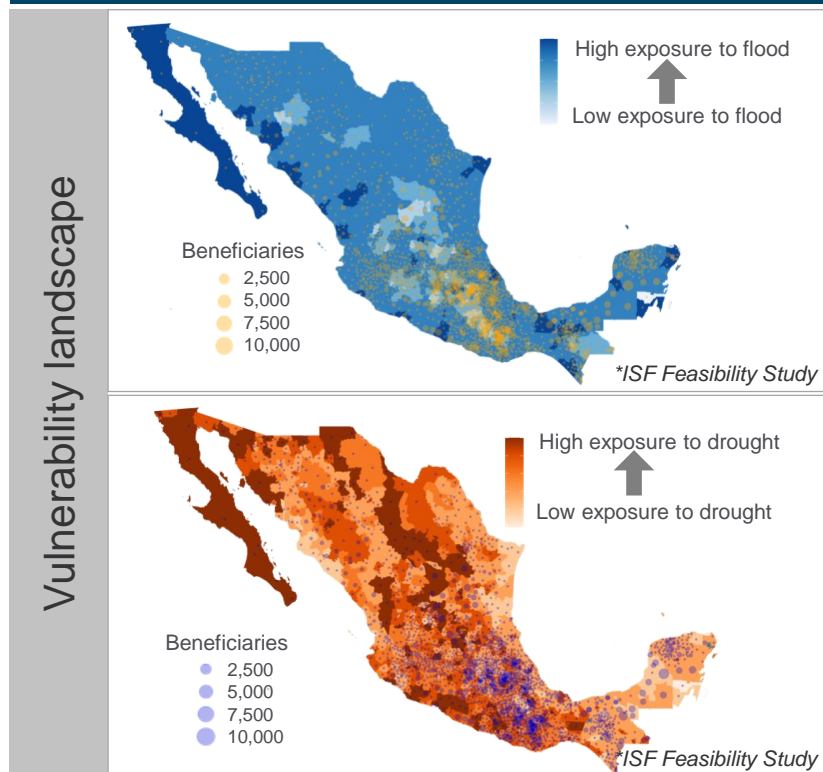 Vulnerability landscape
High exposure to flood
Low exposure to flood
Beneficiaries
2,500
5,000
7,500
10,000
*ISF Feasibility Study
High exposure to drought
Low exposure to drought
Beneficiaries
2,500
5,000
7,500
10,000
*ISF Feasibility Study